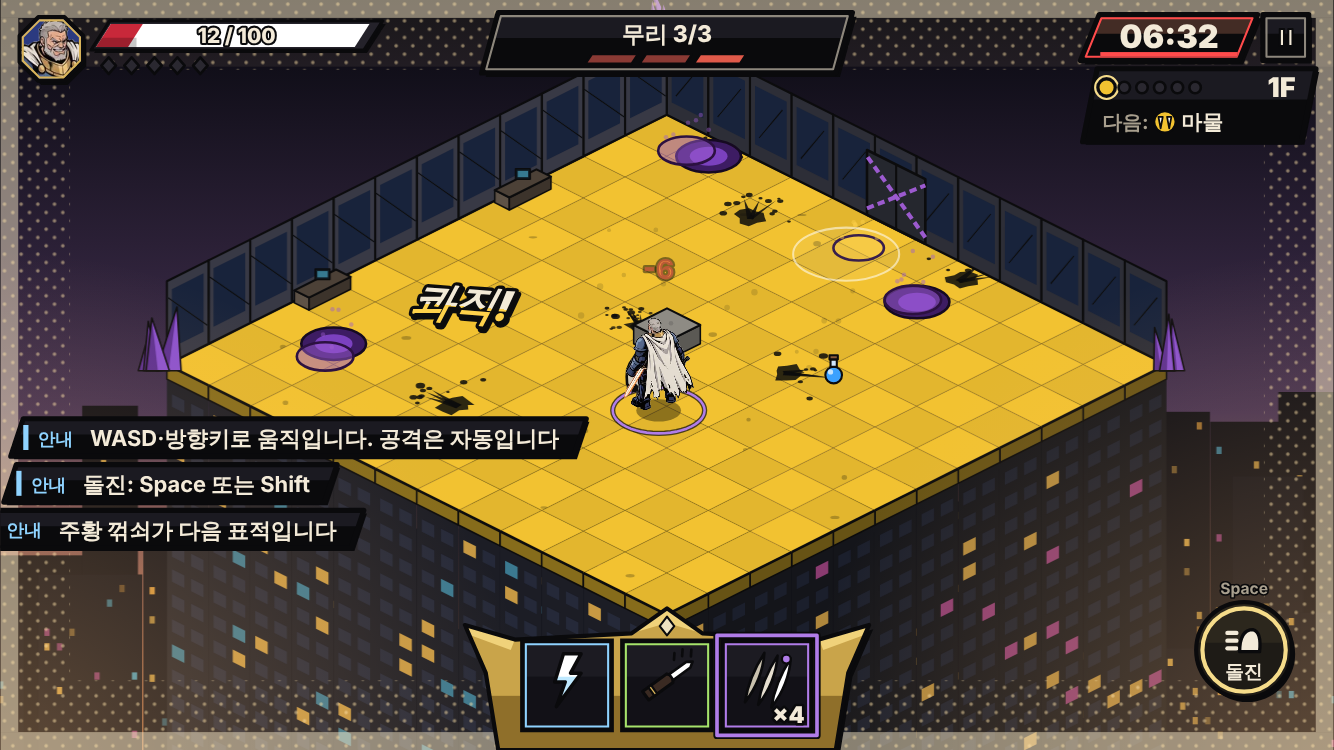 12 / 100
무리 3/3
06:32
1F
다음: 마물
-6
콰직!
안내 WASD·방향키로 움직입니다. 공격은 자동입니다
안내 돌진: Space 또는 Shift
안내 주황 꺾쇠가 다음 표적입니다
Space
돌진
×4